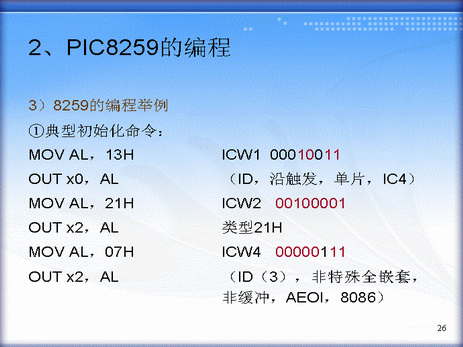 2、PIC8259的编程
3）8259的编程举例
①典型初始化命令：
MOV AL，13H ICW1 00010011
OUT x0，AL （ID，沿触发，单片，IC4）
MOV AL，21H ICW2 00100001
OUT x2，AL 类型21H
MOV AL，07H ICW4 00000111
OUT x2，AL （ID（3），非特殊全嵌套，
非缓冲，AEOI，8086）
26